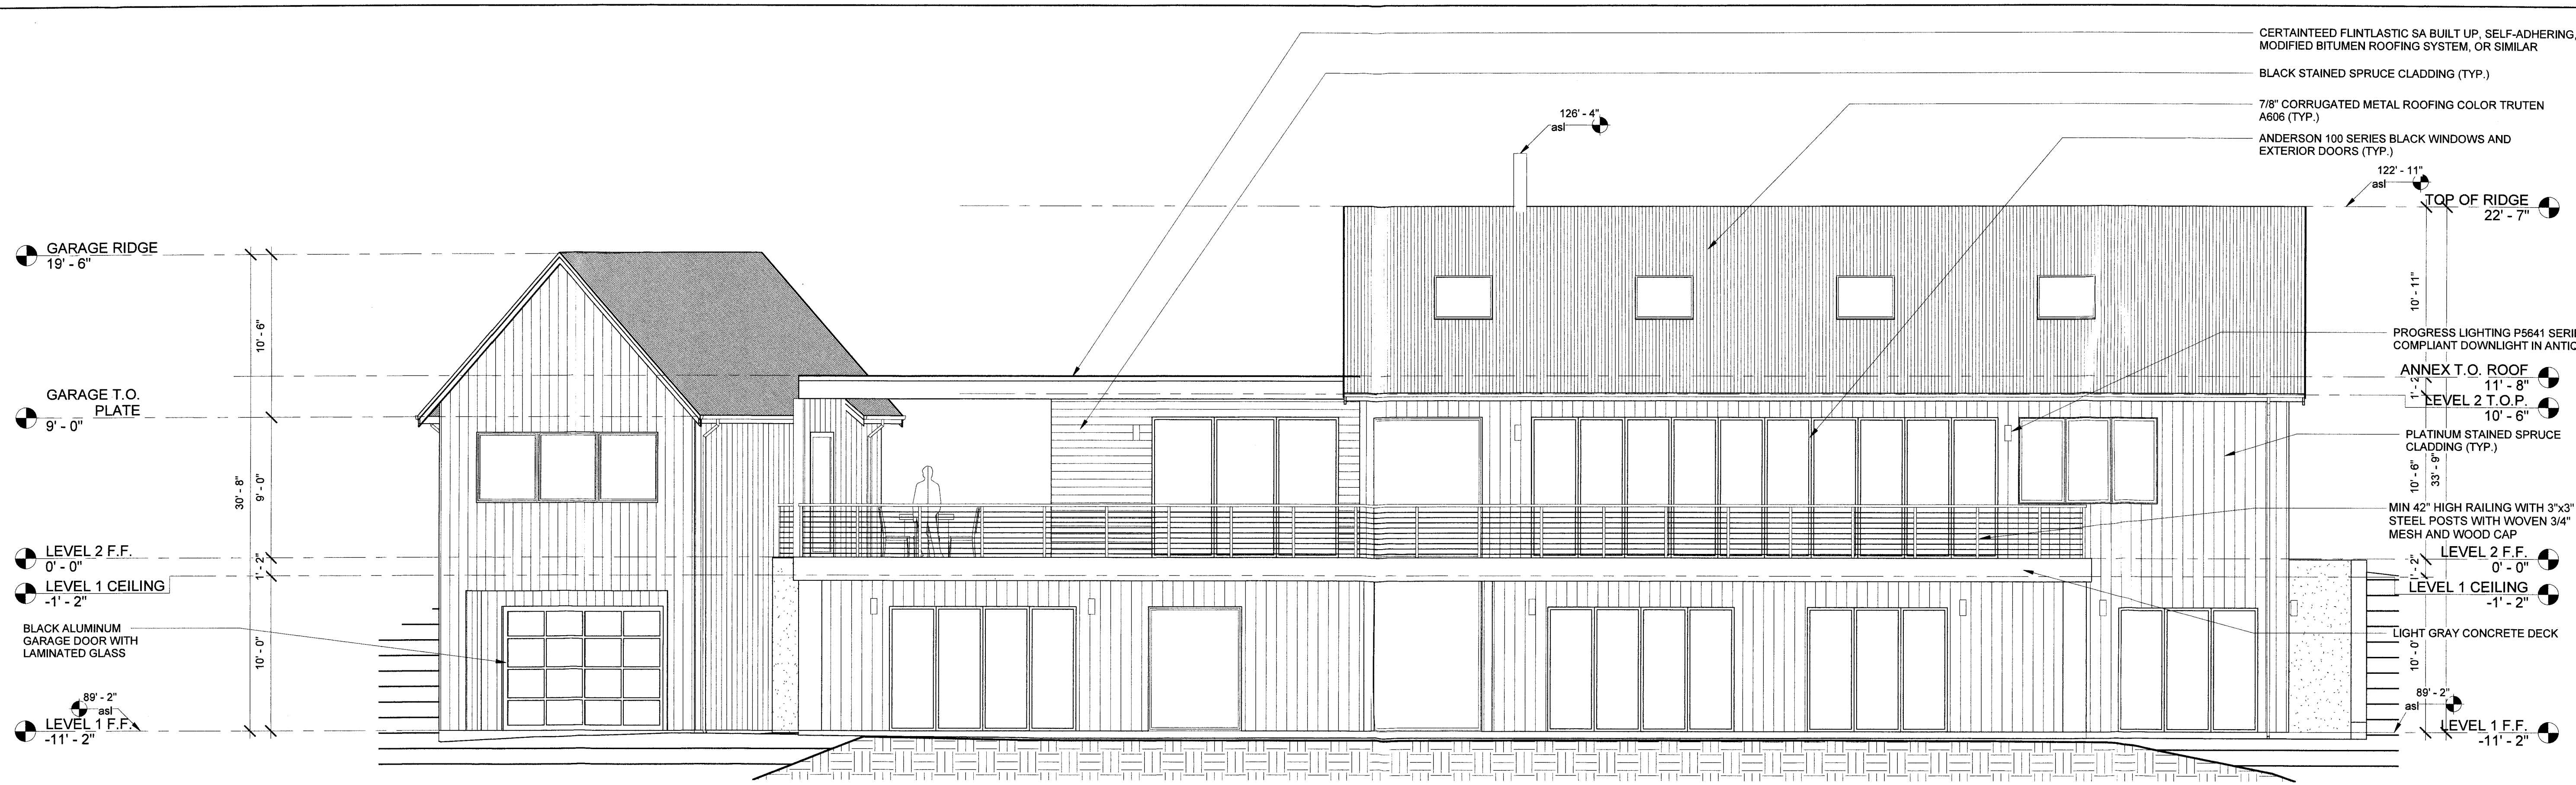 CERTAINTEED FLINTLASTIC SA BUILT UP, SELF-ADHERING,
MODIFIED BITUMEN ROOFING SYSTEM, OR SIMILAR
BLACK STAINED SPRUCE CLADDING (TYP.)
7/8" CORRUGATED METAL ROOFING COLOR TRUTEN
A606 (TYP.)
ANDERSON 100 SERIES BLACK WINDOWS AND
EXTERIOR DOORS (TYP.)
126' - 4"
asl
122' - 11"
asl
TOP OF RIDGE
22' - 7"
GARAGE RIDGE
19' - 6"
10' - 6"
10' - 11"
PROGRESS LIGHTING P5641 SERI
COMPLIANT DOWNLIGHT IN ANTIQ
ANNEX T.O. ROOF
11' - 8"
1' - 2"
LEVEL 2 T.O.P.
10' - 6"
GARAGE T.O.
PLATE
9' - 0"
PLATINUM STAINED SPRUCE
CLADDING (TYP.)
30' - 8"
9' - 0"
10' - 6"
33' - 9"
MIN 42" HIGH RAILING WITH 3"x3"
STEEL POSTS WITH WOVEN 3/4"
MESH AND WOOD CAP
LEVEL 2 F.F.
0' - 0"
1' - 2"
LEVEL 1 CEILING
-1' - 2"
LEVEL 2 F.F.
0' - 0"
1' - 2"
LEVEL 1 CEILING
-1' - 2"
BLACK ALUMINUM
GARAGE DOOR WITH
LAMINATED GLASS
10' - 0"
LIGHT GRAY CONCRETE DECK
10' - 0"
89' - 2"
asl
LEVEL 1 F.F.
-11' - 2"
89' - 2"
asl
LEVEL 1 F.F.
-11' - 2"